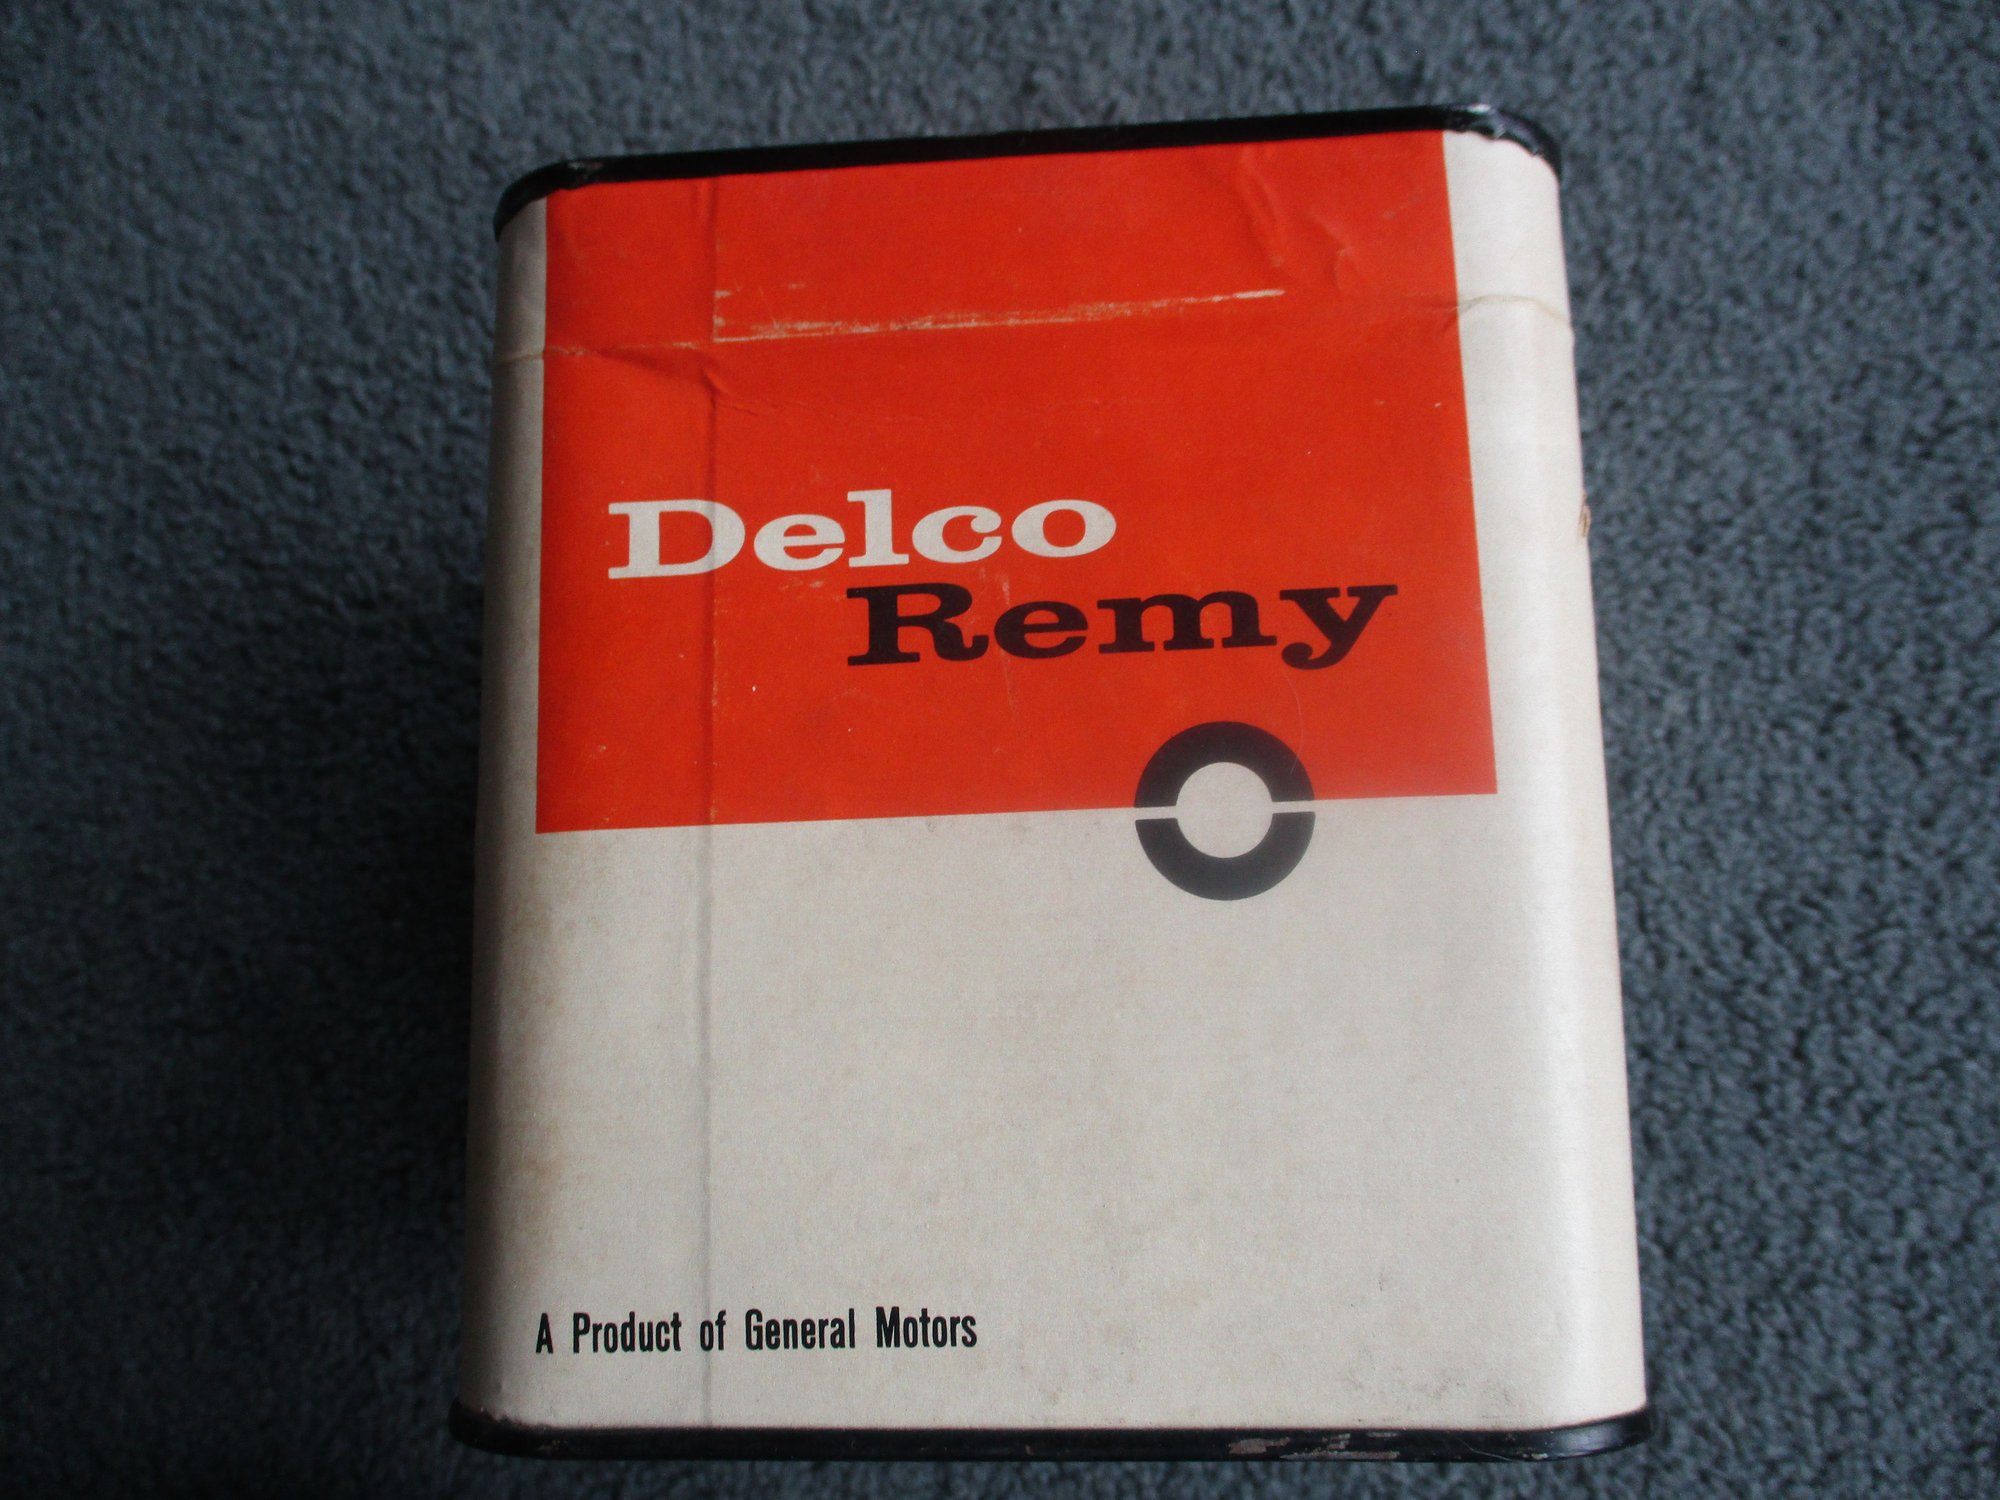 Delco
Remy
A Product of General Motors